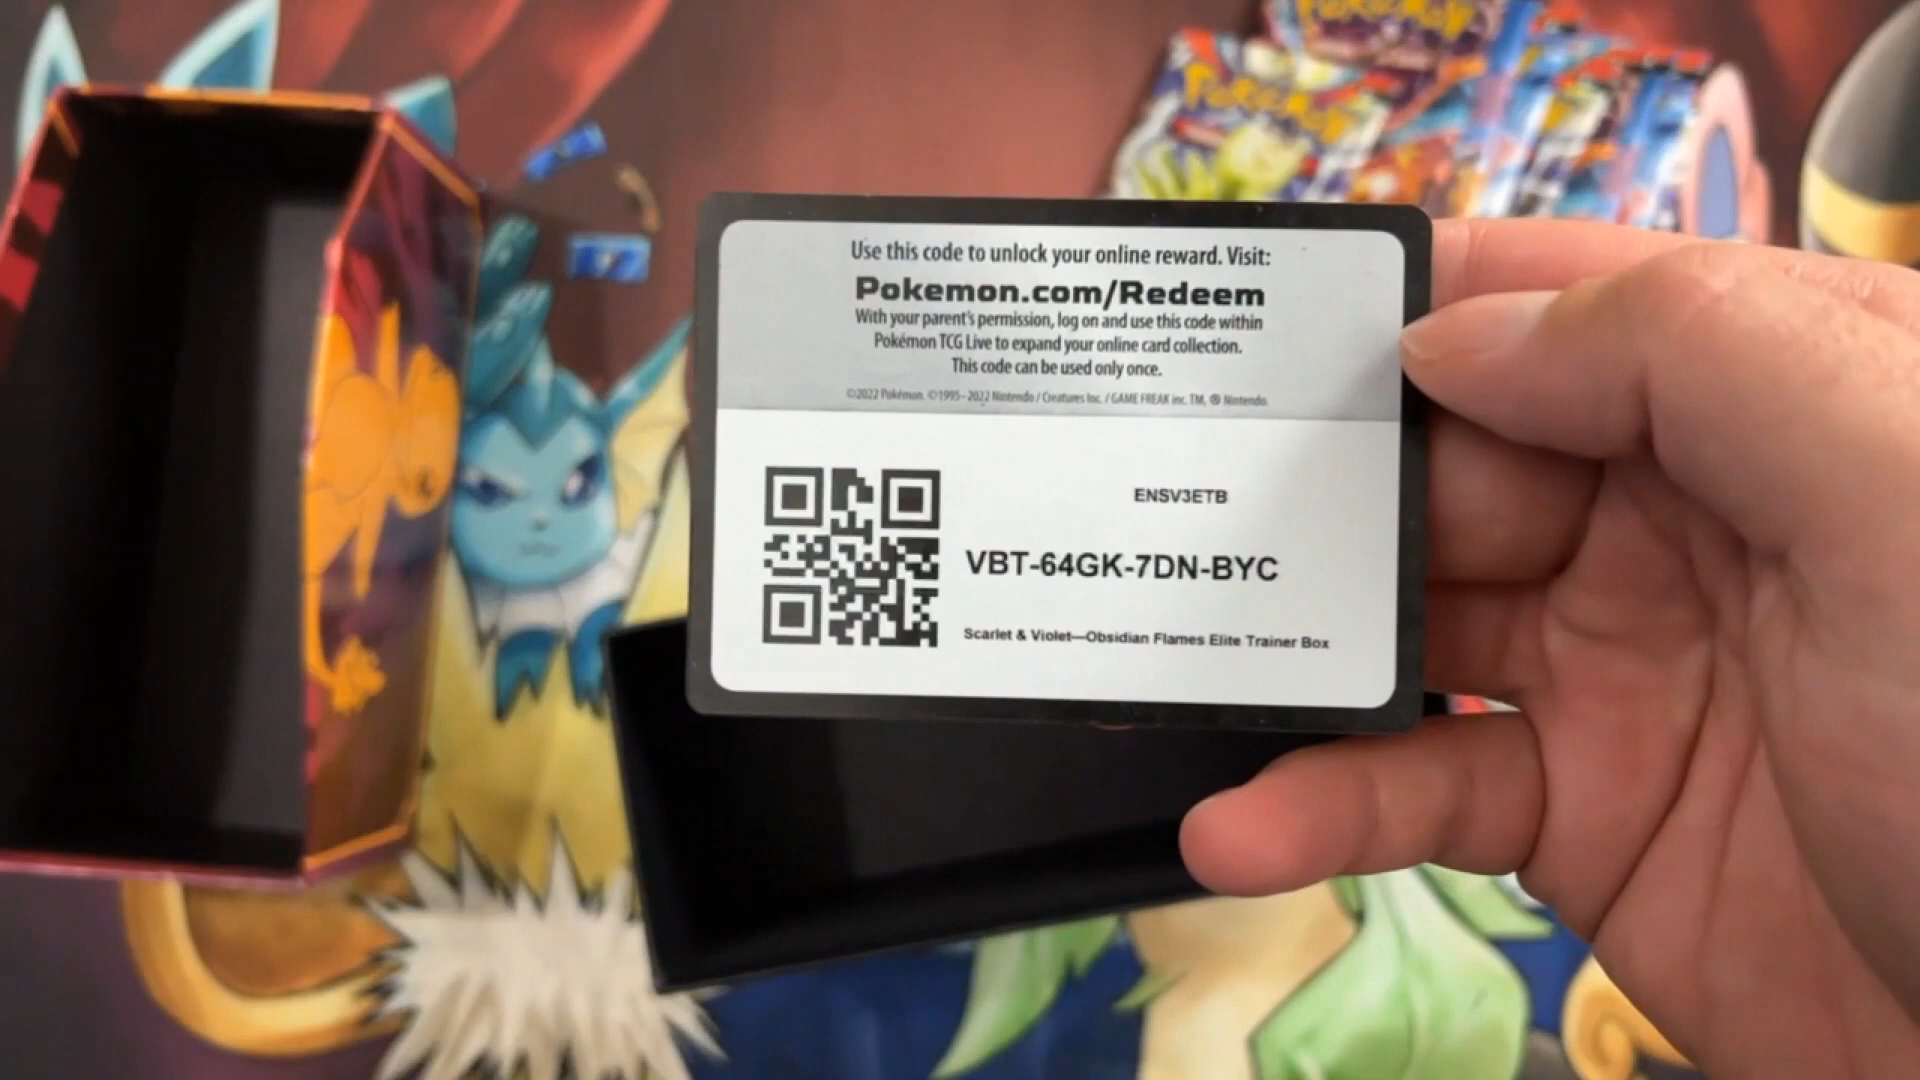 Pokémon
Pokémon
Use this code to unlock your online reward. Visit:
Pokemon.com/Redeem
With your parent's permission, log on and use this code within
Pokémon TCG Live to expand your online card collection.
This code can be used only once.
©2022 Pokémon. ©1995–2022 Nintendo / Creatures Inc. / GAME FREAK inc. TM, ® Nintendo.
ENSV3ETB
VBT-64GK-7DN-BYC
Scarlet & Violet—Obsidian Flames Elite Trainer Box